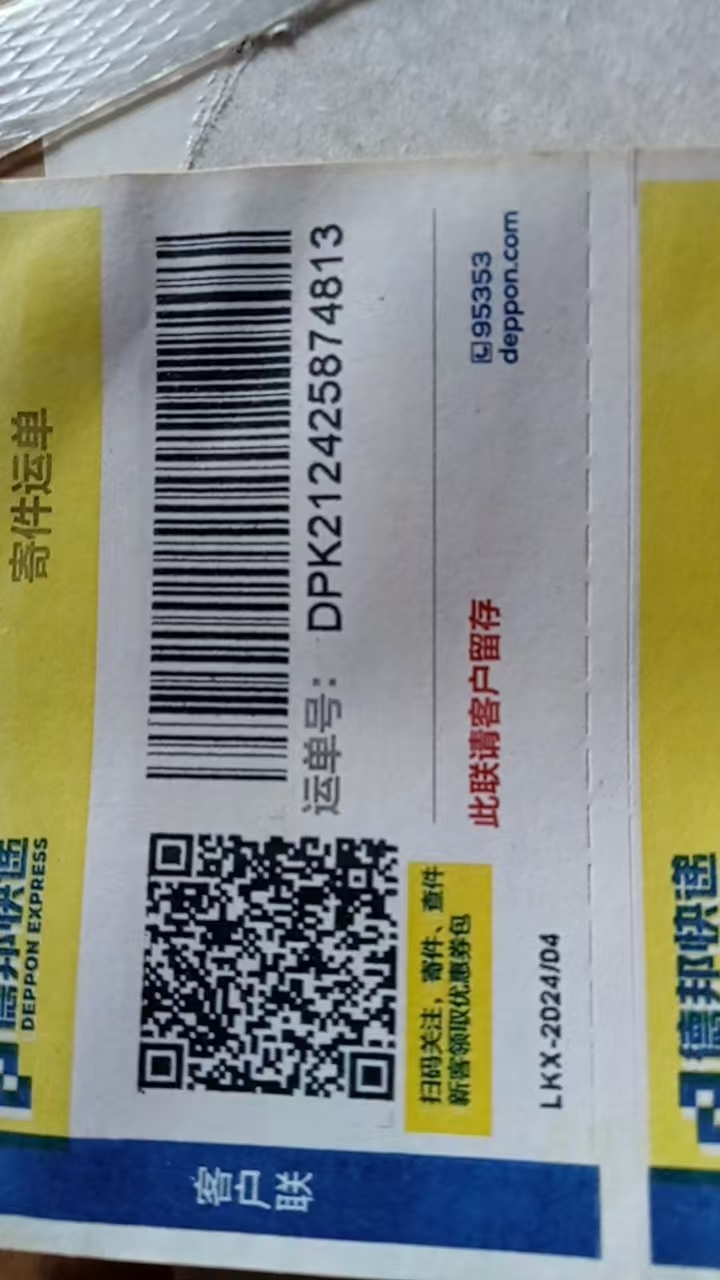 德邦快递
DEPPON EXPRESS
寄件运单
客户联
运单号：DPK212425874813
扫码关注，寄件、查件
新客领取优惠券包
此联请客户留存
95353
deppon.com
LKX-2024/04
德邦快递